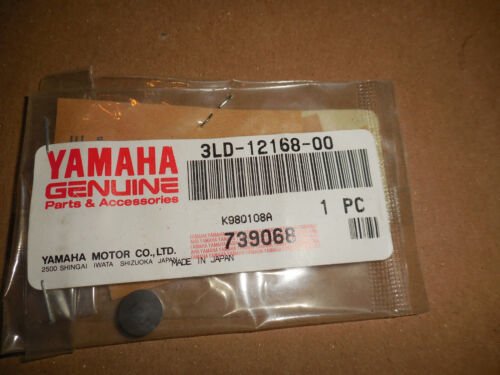 YAMAHA
GENUINE
Parts & Accessories
3LD-12168-00
K980108A
1 PC
739068
YAMAHA MOTOR CO., LTD.
2500 SHINGAI IWATA SHIZUOKA JAPAN
MADE IN JAPAN